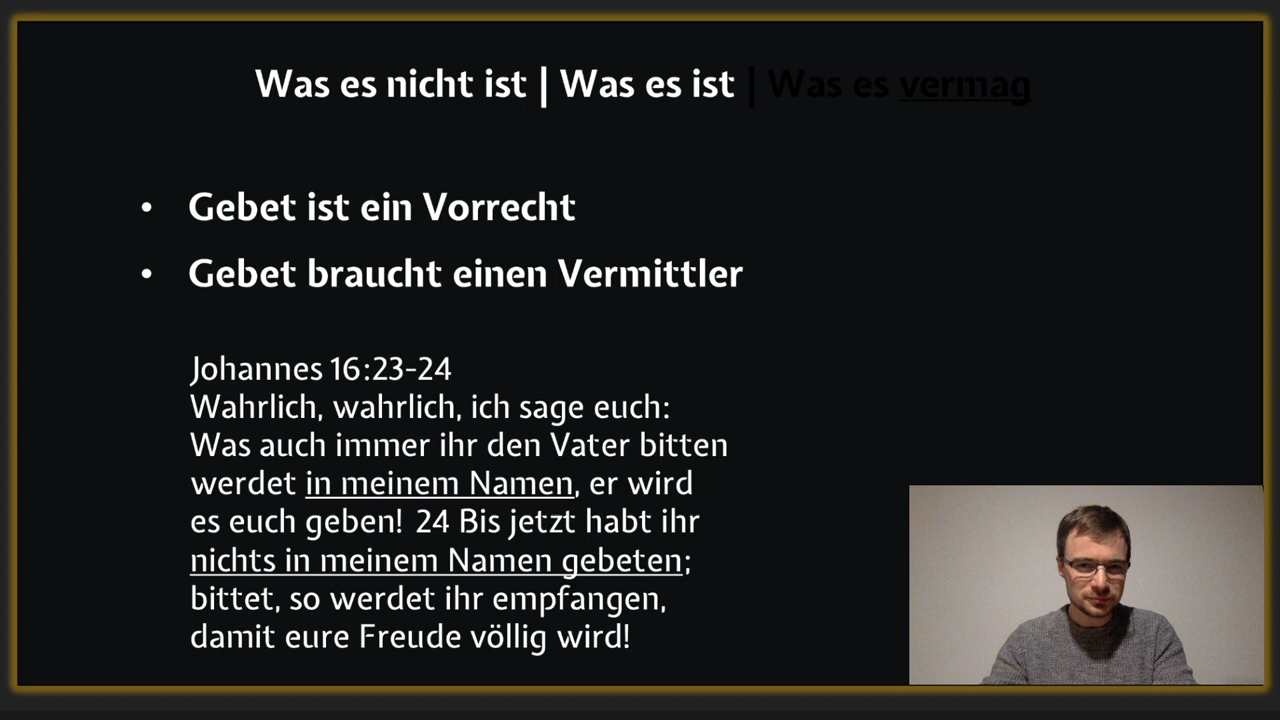 Was es nicht ist | Was es ist | Was es vermag
• Gebet ist ein Vorrecht
• Gebet braucht einen Vermittler
Johannes 16:23-24
Wahrlich, wahrlich, ich sage euch:
Was auch immer ihr den Vater bitten
werdet in meinem Namen, er wird
es euch geben! 24 Bis jetzt habt ihr
nichts in meinem Namen gebeten;
bittet, so werdet ihr empfangen,
damit eure Freude völlig wird!